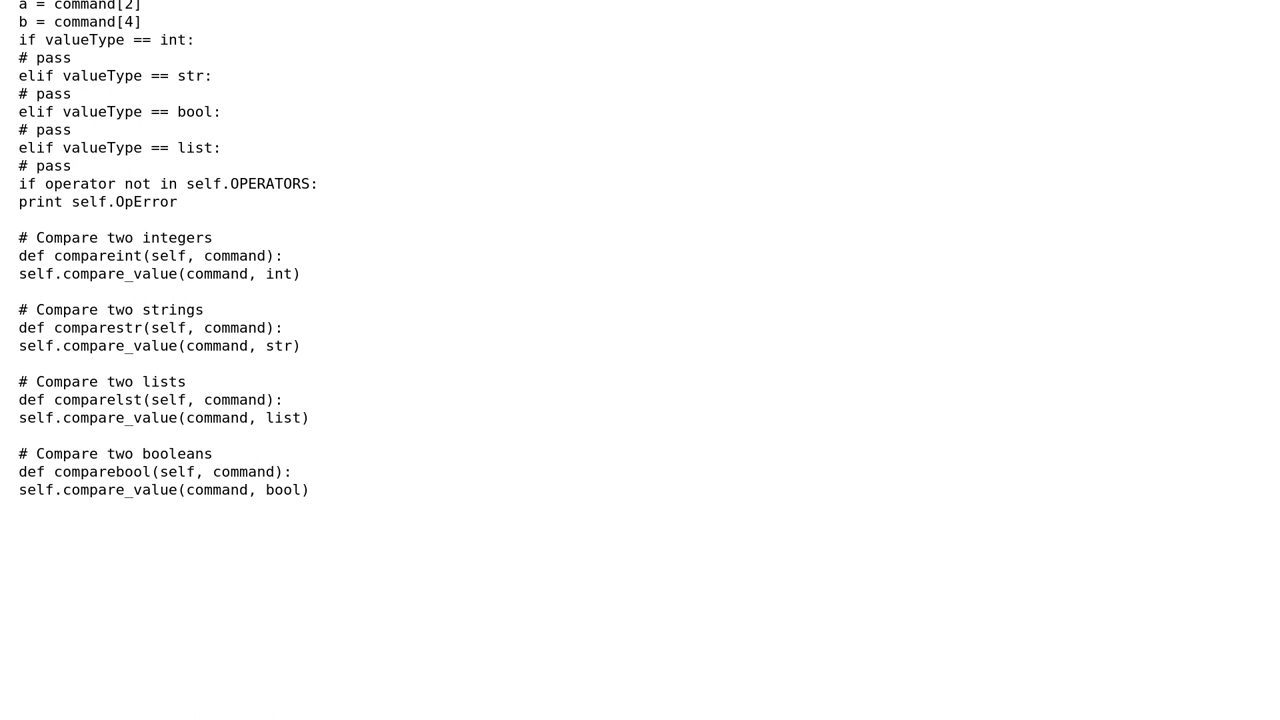 a = command[2]
b = command[4]
if valueType == int:
# pass
elif valueType == str:
# pass
elif valueType == bool:
# pass
elif valueType == list:
# pass
if operator not in self.OPERATORS:
print self.OpError

# Compare two integers
def compareint(self, command):
self.compare_value(command, int)

# Compare two strings
def comparestr(self, command):
self.compare_value(command, str)

# Compare two lists
def comparelst(self, command):
self.compare_value(command, list)

# Compare two booleans
def comparebool(self, command):
self.compare_value(command, bool)